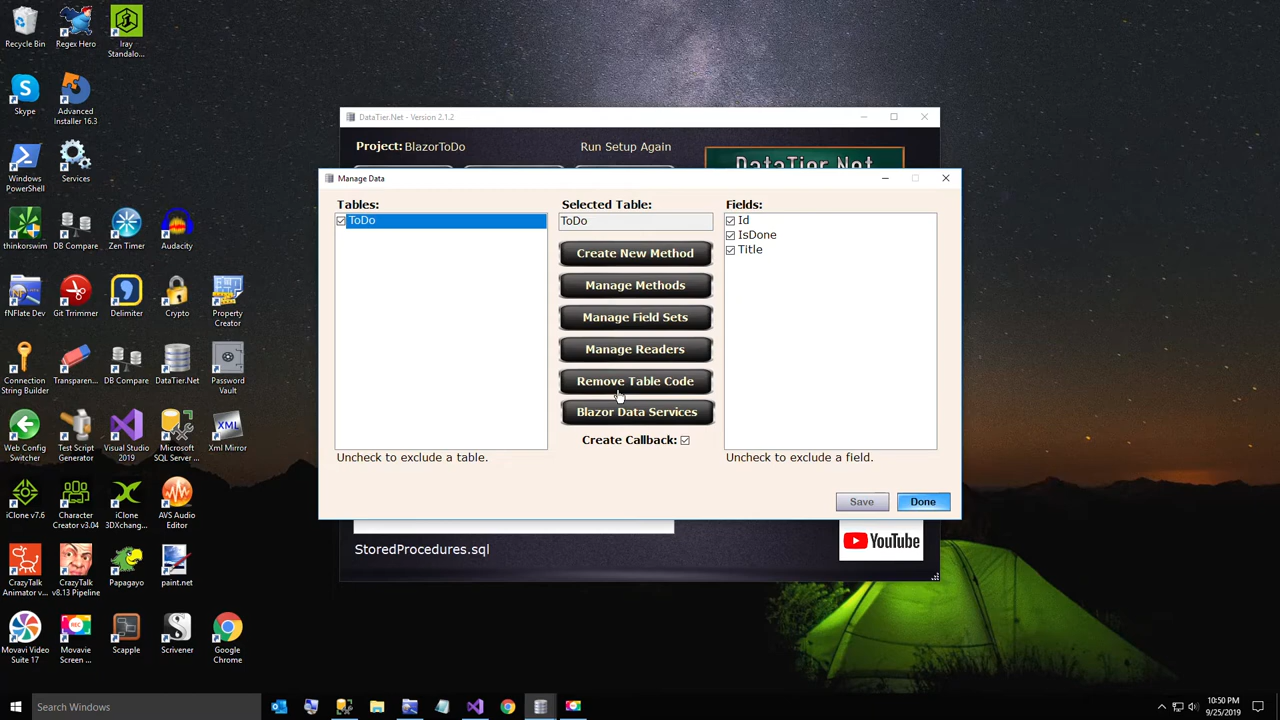 Recycle Bin
Regex Hero
Iray
Standalo...
Skype
Advanced
Installer 16.3
Windows
PowerShell
Services
thinkorswim
DB Compare
Zen Timer
Audacity
nNFlate Dev
Git Trimmer
Delimiter
Crypto
Property
Creator
Connection
String Builder
Transparen...
DB Compare
DataTier.Net
Password
Vault
Web Config
Switcher
Test Script
Generator
Visual Studio
2019
Microsoft
SQL Server ...
Xml Mirror
XML
iClone v7.6
Character
Creator v3.04
iClone
3DXchang...
AVS Audio
Editor
CrazyTalk
Animator v...
CrazyTalk
v8.13 Pipeline
Papagayo
paint.net
Movavi Video
Suite 17
REC
Movavie
Screen ...
Scapple
Scrivener
Google
Chrome
DataTier.Net - Version 2.1.2
Project: BlazorToDo
Run Setup Again
DataTier.Net
Manage Data
Tables:
ToDo
Uncheck to exclude a table.
Selected Table:
ToDo
Create New Method
Manage Methods
Manage Field Sets
Manage Readers
Remove Table Code
Blazor Data Services
Create Callback:
Fields:
Id
IsDone
Title
Uncheck to exclude a field.
Save
Done
StoredProcedures.sql
YouTube
Search Windows
10:50 PM
9/25/2019